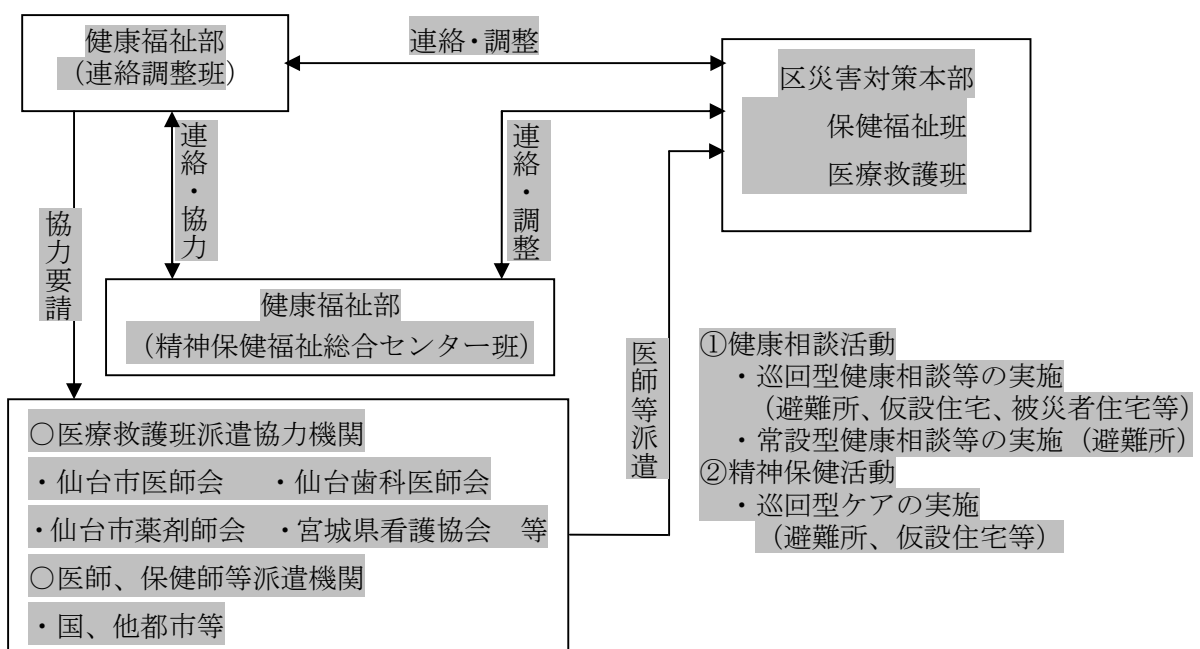 健康福祉部
（連絡調整班）
連絡・調整
区災害対策本部
保健福祉班
医療救護班
連絡・協力
連絡・調整
協力要請
健康福祉部
（精神保健福祉総合センター班）
医師等派遣
①健康相談活動
・巡回型健康相談等の実施
（避難所、仮設住宅、被災者住宅等）
・常設型健康相談等の実施（避難所）
②精神保健活動
・巡回型ケアの実施
（避難所、仮設住宅等）
○医療救護班派遣協力機関
・仙台市医師会　・仙台歯科医師会
・仙台市薬剤師会　・宮城県看護協会　等
○医師、保健師等派遣機関
・国、他都市等